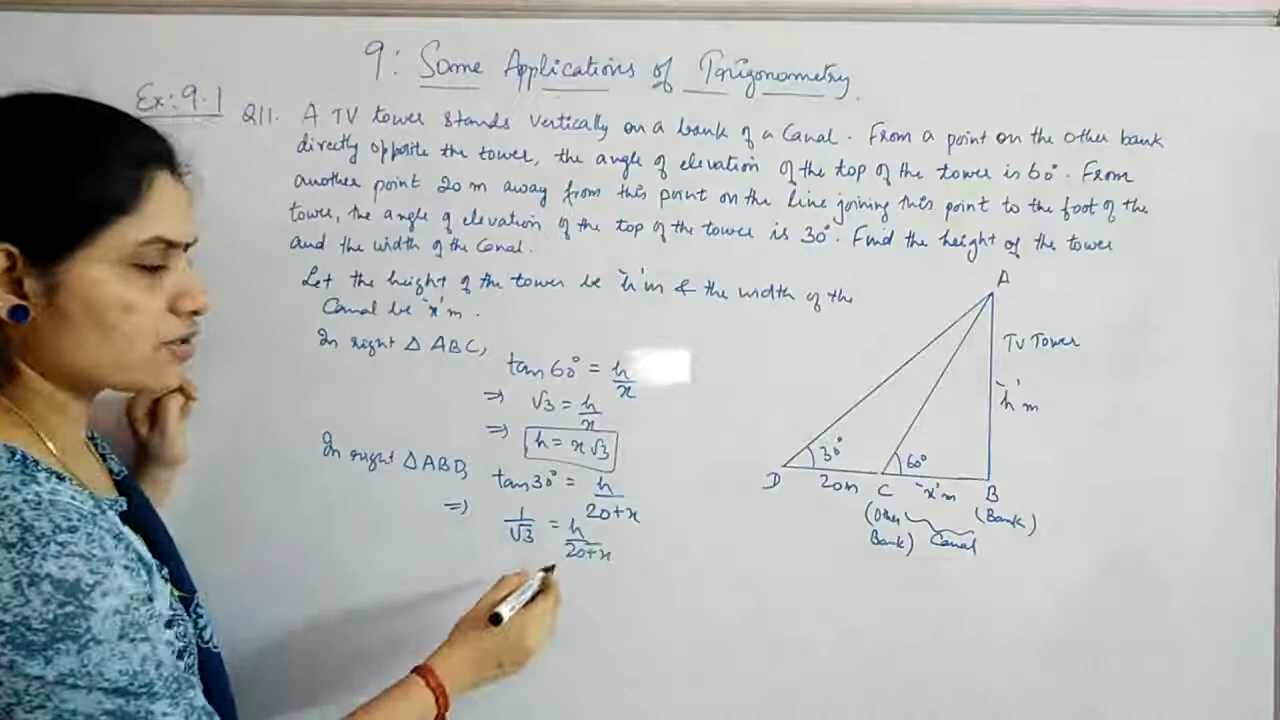 9: Some Applications of Trigonometry.
Ex: 9.1
Q11. A TV tower stands vertically on a bank of a Canal. From a point on the other bank
directly opposite the tower, the angle of elevation of the top of the tower is 60°. From
another point 20 m away from this point on the line joining this point to the foot of the
tower, the angle of elevation of the top of the tower is 30°. Find the height of the tower
and the width of the Canal.
Let the height of the tower be 'h'm & the width of the
Canal be 'x'm.
In right Δ ABC,
tan 60° = h/x
⇒ √3 = h/x
⇒ h = x√3
In right Δ ABD,
tan 30° = h/20+x
⇒ 1/√3 = h/20+x
A
TV Tower
'h'm
30°
60°
D 20m C 'x'm B
(Other Bank)
Canal
(Bank)